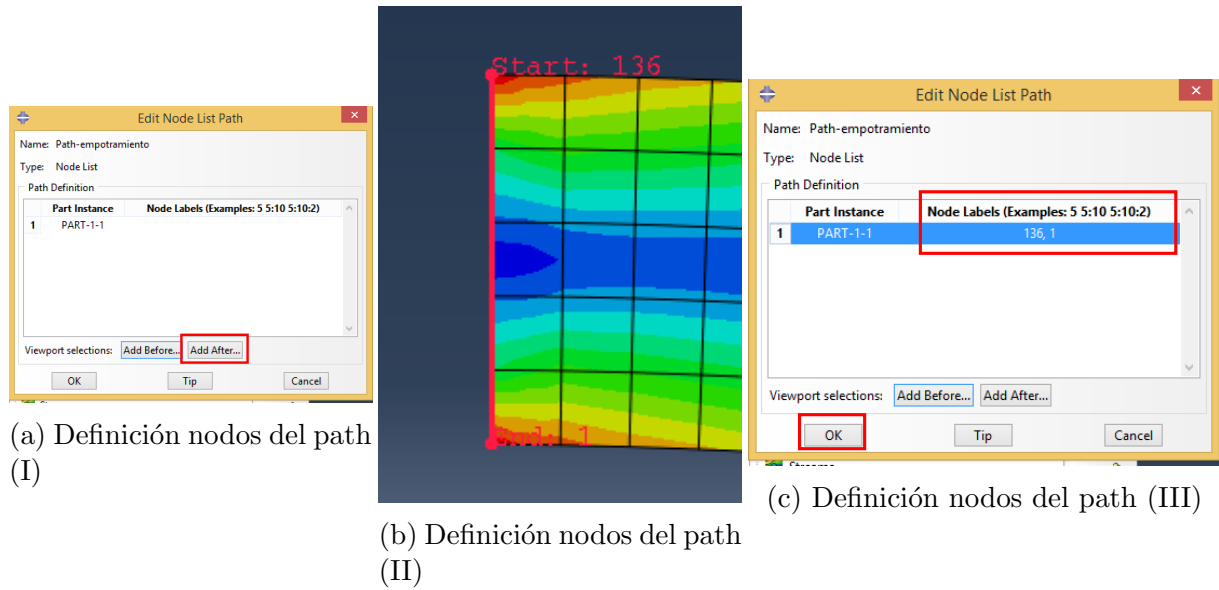 Edit Node List Path
Name: Path-empotramiento
Type: Node List
Path Definition
Part Instance Node Labels (Examples: 5 5:10 5:10:2)
1 PART-1-1
Viewport selections: Add Before... Add After...
OK Tip Cancel
(a) Definición nodos del path
(I)
Start: 136
End: 1
(b) Definición nodos del path
(II)
Edit Node List Path
Name: Path-empotramiento
Type: Node List
Path Definition
Part Instance Node Labels (Examples: 5 5:10 5:10:2)
1 PART-1-1 136, 1
Viewport selections: Add Before... Add After...
OK Tip Cancel
(c) Definición nodos del path (III)